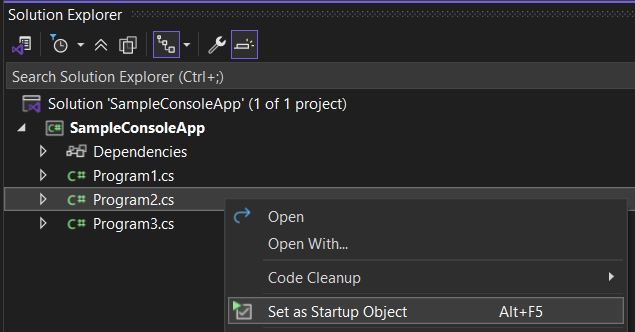 Solution Explorer
Search Solution Explorer (Ctrl+;)
Solution 'SampleConsoleApp' (1 of 1 project)
C# SampleConsoleApp
Dependencies
C# Program1.cs
C# Program2.cs
C# Program3.cs
Open
Open With...
Code Cleanup
Set as Startup Object Alt+F5